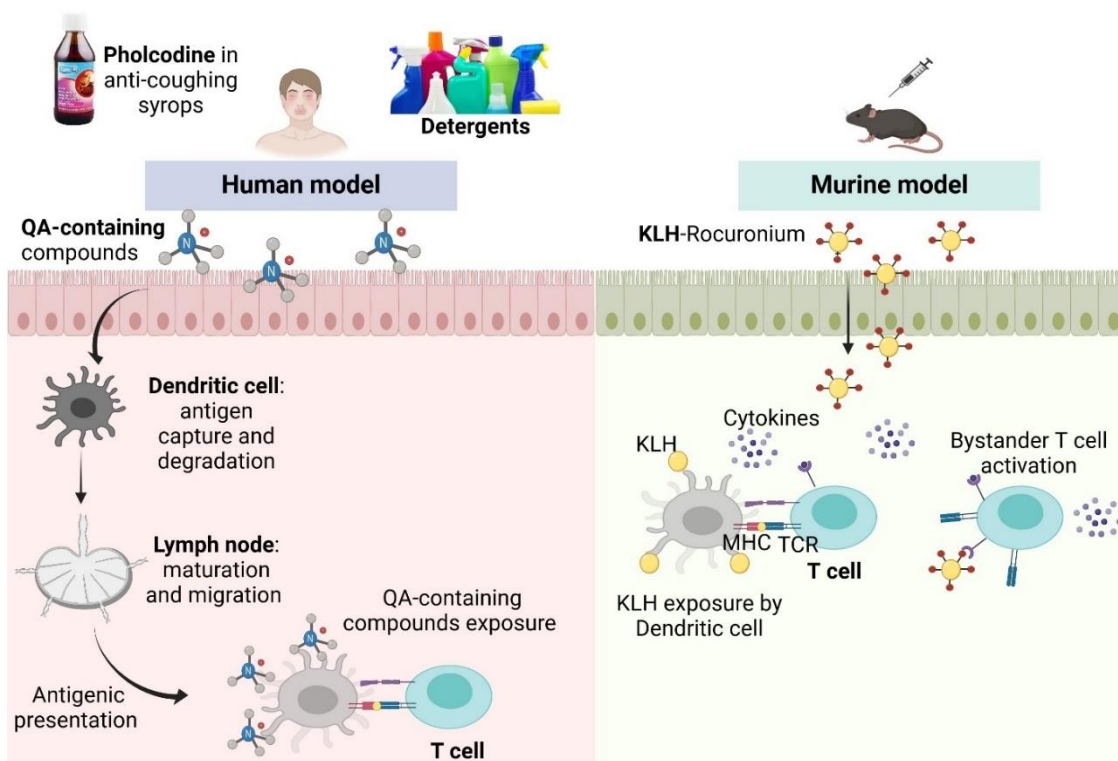 Pholcodine in
anti-coughing
syrops
Detergents
Human model
QA-containing
compounds
N
N
N
Dendritic cell:
antigen
capture and
degradation
Lymph node:
maturation
and migration
Antigenic
presentation
QA-containing
compounds exposure
N
N
N
T cell
Murine model
KLH-Rocuronium
Cytokines
KLH
MHC TCR
T cell
KLH exposure by
Dendritic cell
Bystander T cell
activation